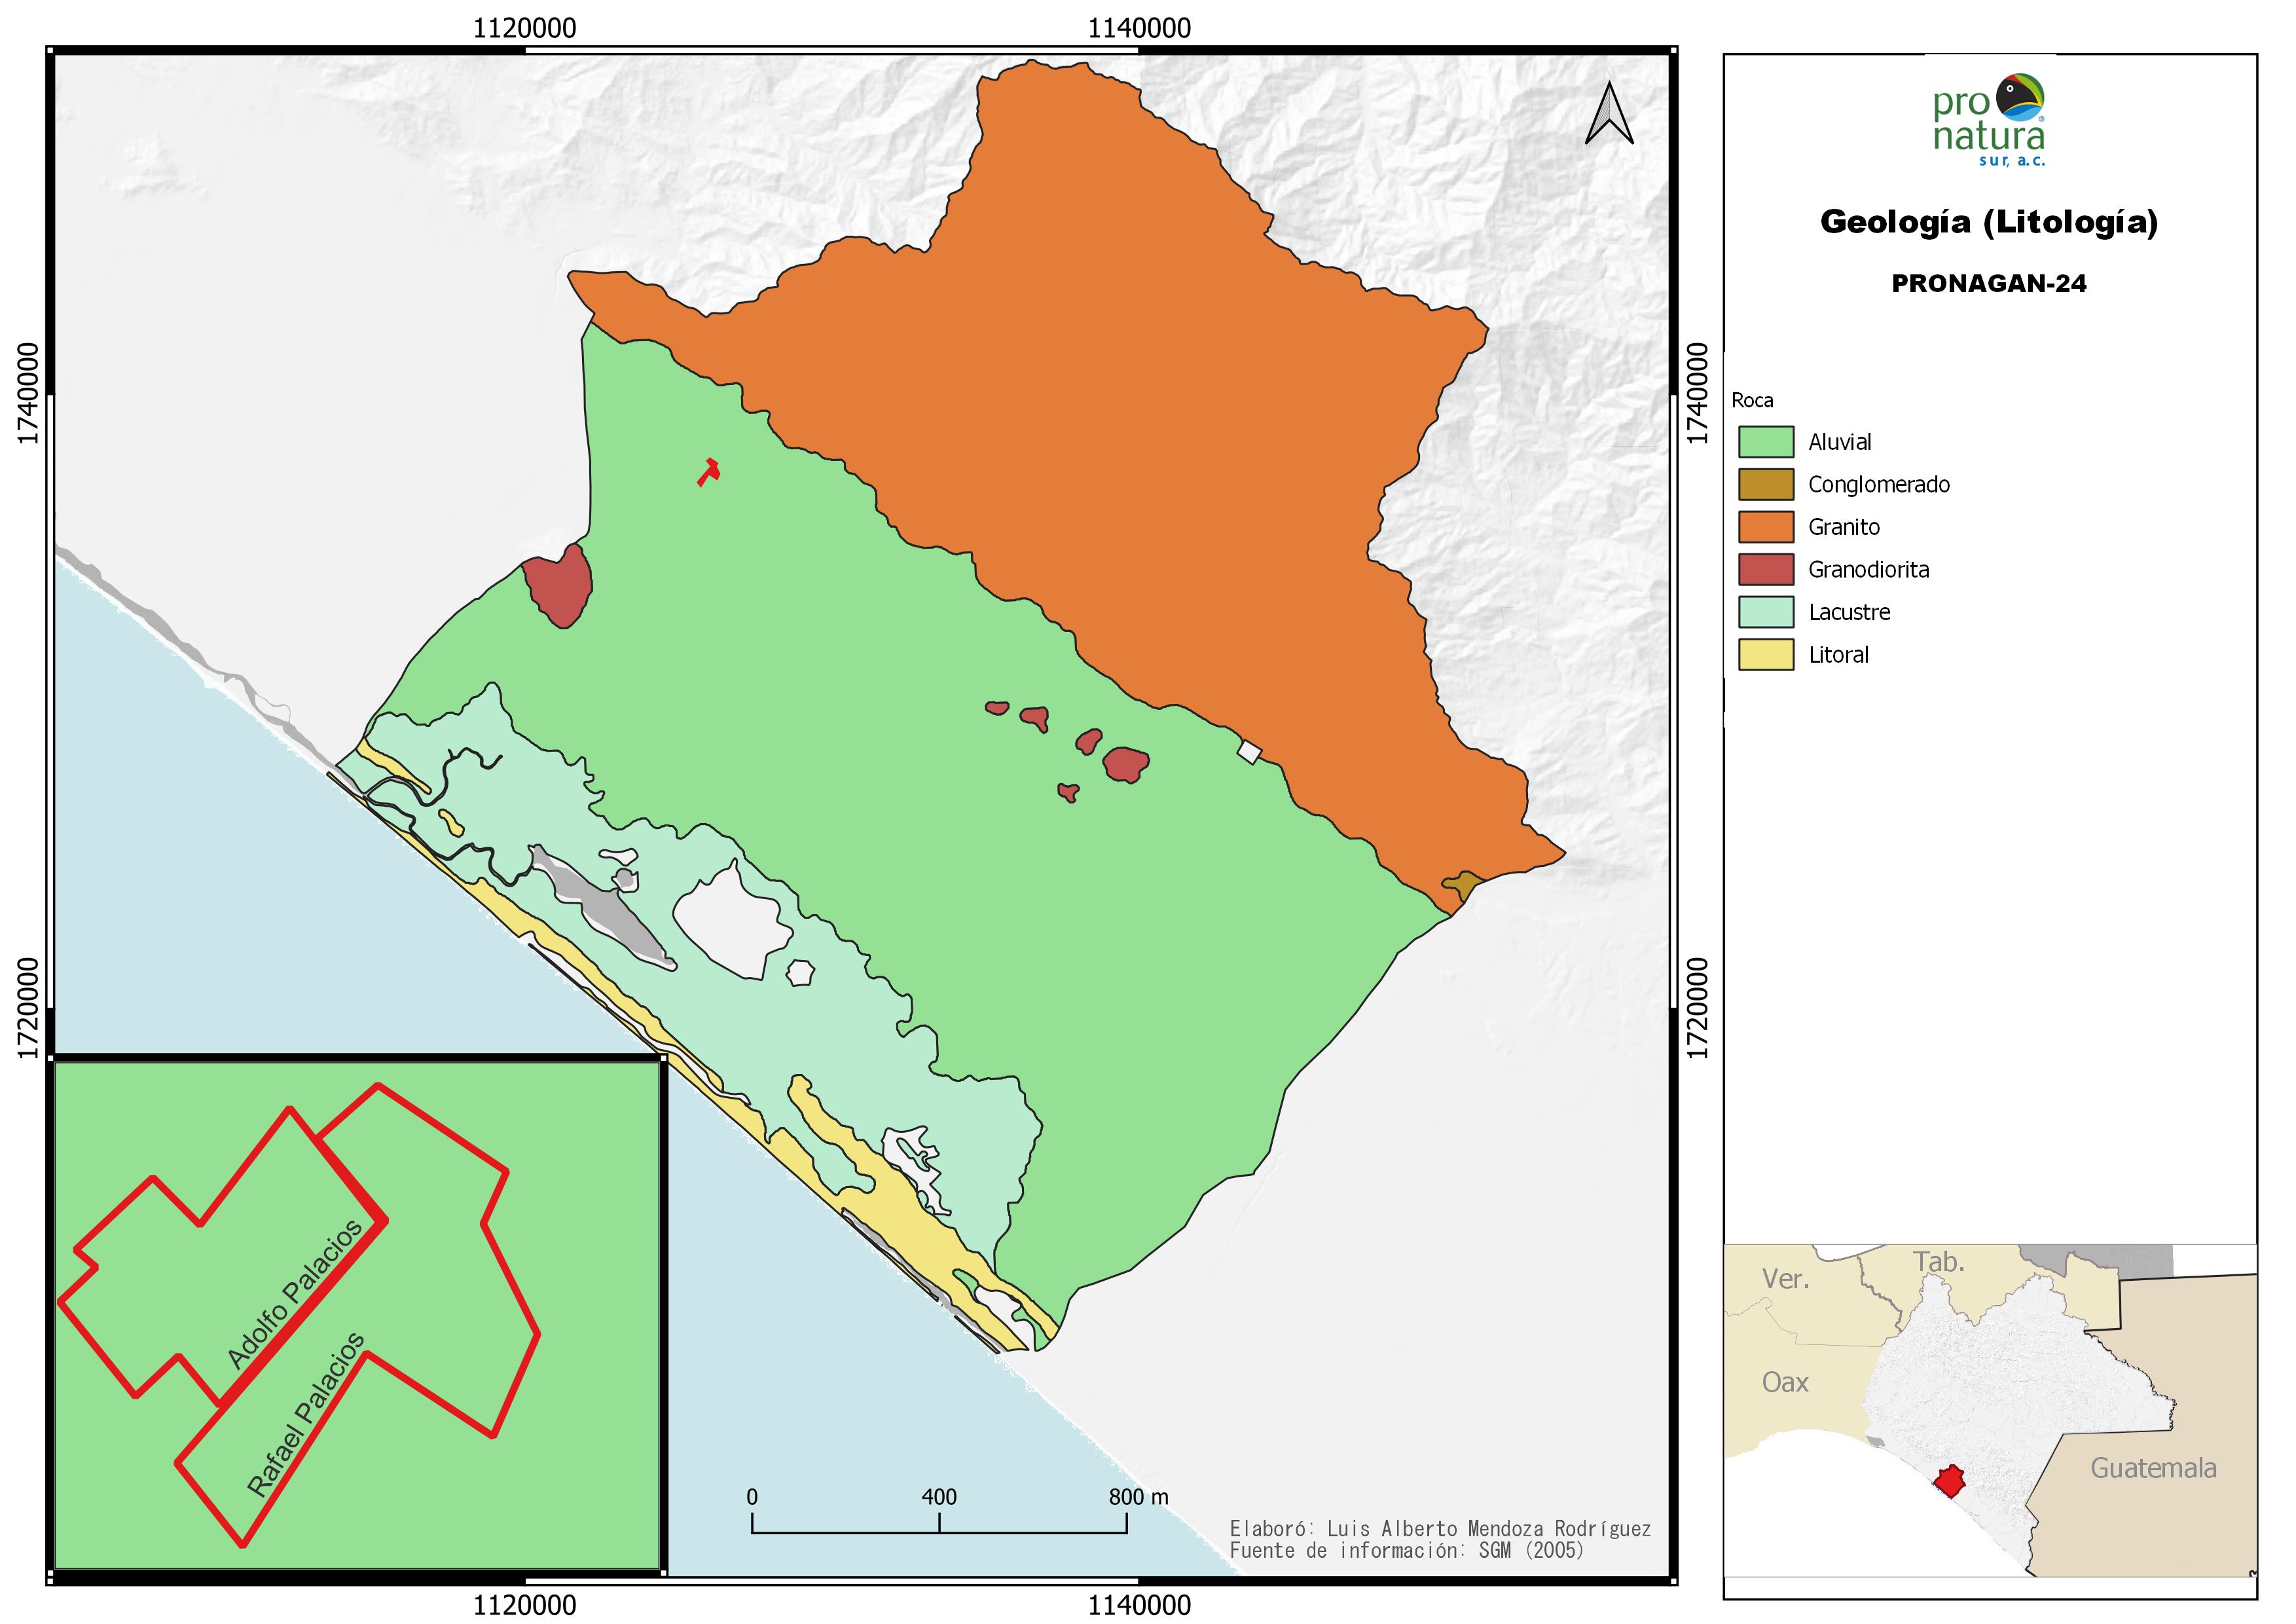 1120000
1140000
1740000
1720000
1740000
1720000
1120000
1140000
Adolfo Palacios
Rafael Palacios
0
400
800 m
Elaboró: Luis Alberto Mendoza Rodríguez
Fuente de información: SGM (2005)
pro
natura
sur, a.c.
Geología (Litología)
PRONAGAN-24
Roca
Aluvial
Conglomerado
Granito
Granodiorita
Lacustre
Litoral
Ver.
Tab.
Oax
Guatemala